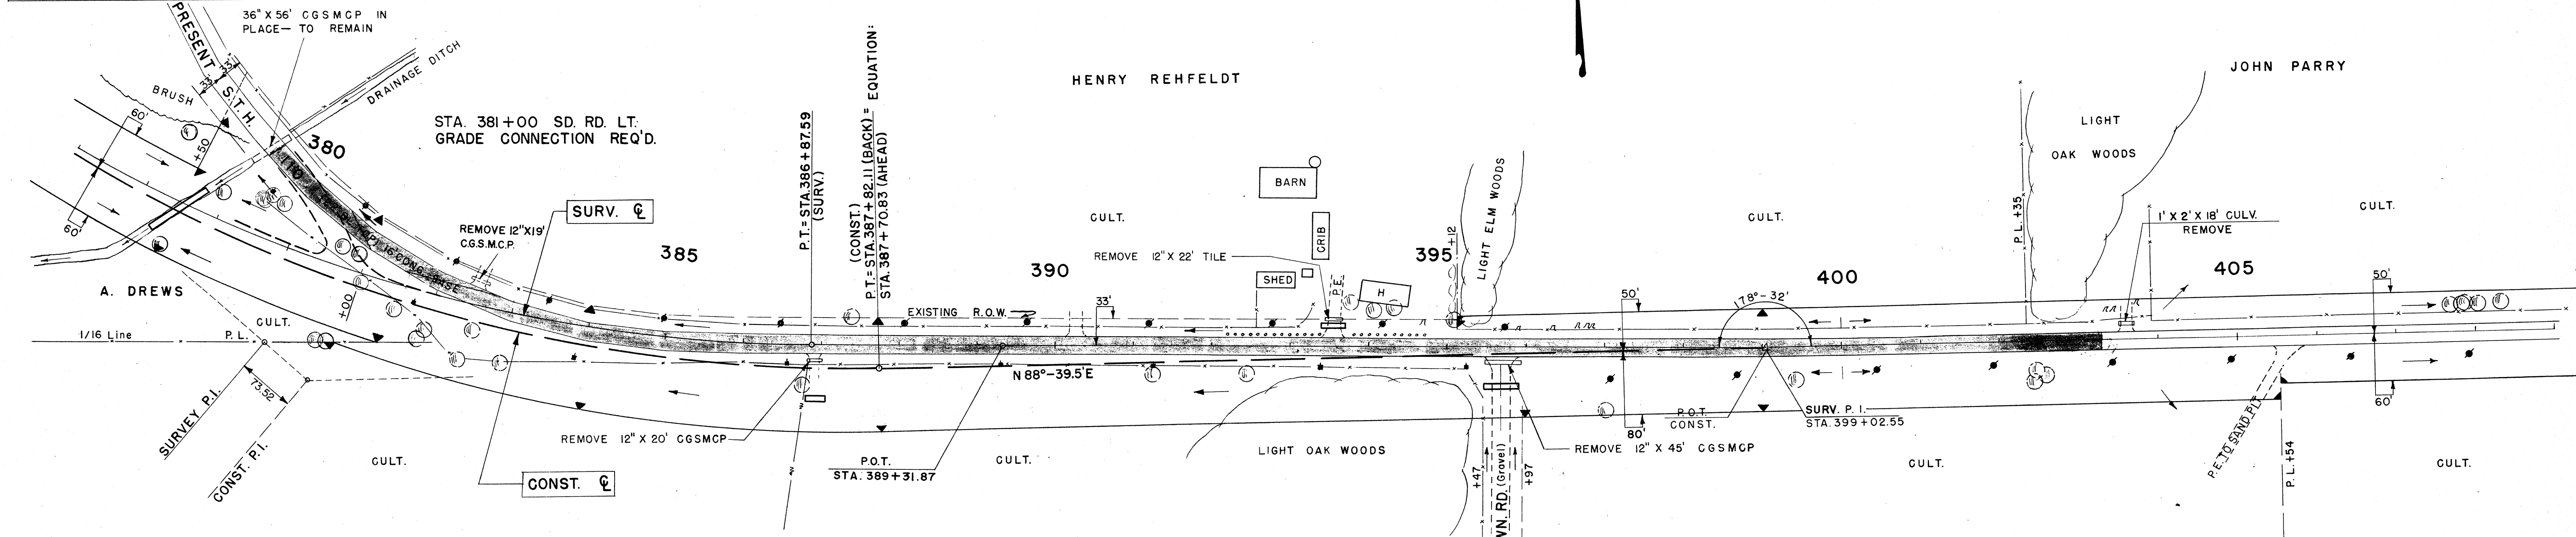 PRESENT
S.T.H.
36" X 56' CGSMCP IN
PLACE— TO REMAIN
33'
33'
BRUSH
DRAINAGE DITCH
60'
60'
+50
380
STA. 381+00 SD. RD. LT.
GRADE CONNECTION REQ'D.
HENRY REHFELDT
JOHN PARRY
P.T.= STA.386+87.59
(SURV.)
(CONST.)
P.T.= STA.387+82.11 (BACK)=
EQUATION:
STA.387+70.83 (AHEAD)
SURV. ℄
REMOVE 12"X19'
C.G.S.M.C.P.
16' CONC. BASE
385
390
395
400
405
BARN
CRIB
SHED
H
P.E.
CULT.
REMOVE 12" X 22' TILE
+12
LIGHT ELM WOODS
CULT.
P.L.+35
LIGHT
OAK WOODS
1' X 2' X 18' CULV.
REMOVE
CULT.
A. DREWS
CULT.
1/16 Line
P.L.
+00
EXISTING R.O.W.
33'
50'
178°-32'
50'
SURVEY P.I.
73.52
CONST. P.I.
CULT.
CONST. ℄
REMOVE 12" X 20' CGSMCP
N 88°-39.5'E
P.O.T.
STA. 389+31.87
CULT.
LIGHT OAK WOODS
+47
WN. RD. (Gravel)
+97
REMOVE 12" X 45' CGSMCP
80'
P.O.T.
CONST.
SURV. P. I.
STA. 399+02.55
CULT.
P.E. TO SAND PIT
P.L.+54
60'
CULT.